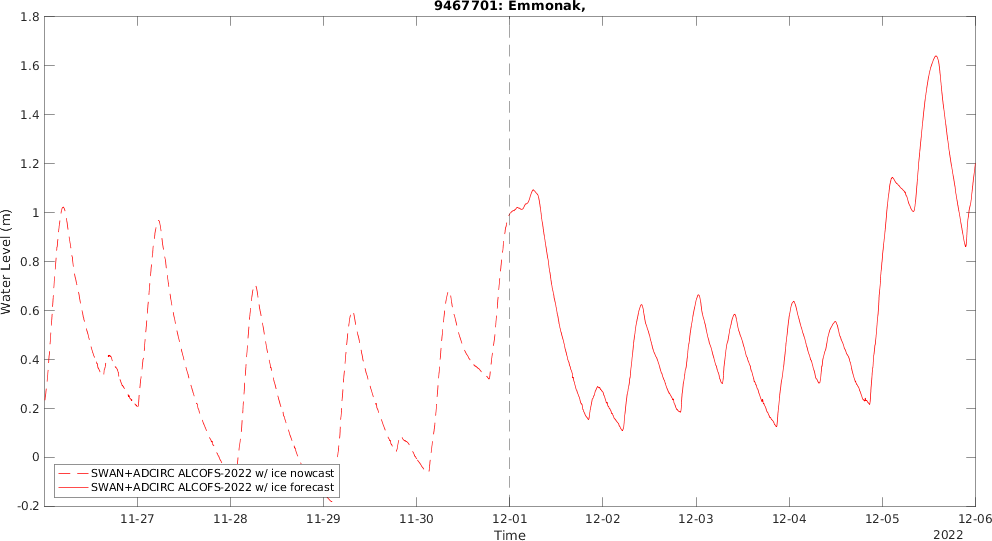 9467701: Emmonak,
1.8
1.6
1.4
1.2
1
0.8
0.6
0.4
0.2
0
-0.2
Water Level (m)
SWAN+ADCIRC ALCOFS-2022 w/ ice nowcast
SWAN+ADCIRC ALCOFS-2022 w/ ice forecast
11-27 11-28 11-29 11-30 12-01 12-02 12-03 12-04 12-05 12-06
Time
2022